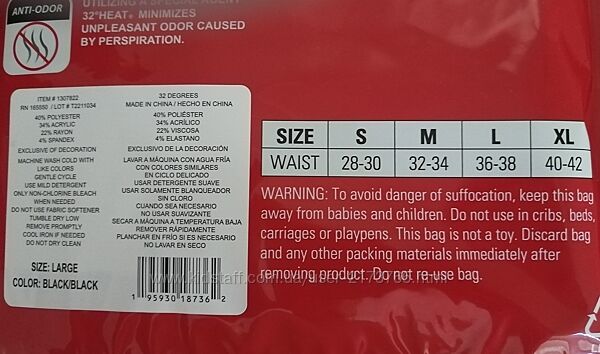 UTILIZING A SPECIAL AGENT
32°HEAT® MINIMIZES
UNPLEASANT ODOR CAUSED
BY PERSPIRATION.
ANTI-ODOR
ITEM # 1307822
RN 165550 / LOT # T2211034
40% POLYESTER
34% ACRYLIC
22% RAYON
4% SPANDEX
EXCLUSIVE OF DECORATION
MACHINE WASH COLD WITH
LIKE COLORS
GENTLE CYCLE
USE MILD DETERGENT
ONLY NON-CHLORINE BLEACH
WHEN NEEDED
DO NOT USE FABRIC SOFTENER
TUMBLE DRY LOW
REMOVE PROMPTLY
COOL IRON IF NEEDED
DO NOT DRY CLEAN
SIZE: LARGE
COLOR: BLACK/BLACK
32 DEGREES
MADE IN CHINA / HECHO EN CHINA
40% POLIÉSTER
34% ACRÍLICO
22% VISCOSA
4% ELASTANO
EXCLUSIVO DE LA DECORACIÓN
LAVAR A MÁQUINA CON AGUA FRÍA
CON COLORES SIMILARES
EN CICLO DELICADO
USAR DETERGENTE SUAVE
USAR SOLAMENTE BLANQUEADOR
SIN CLORO
CUANDO SEA NECESARIO
NO USAR SUAVIZANTE
SECAR A MÁQUINA A TEMPERATURA BAJA
REMOVER RÁPIDAMENTE
PLANCHAR EN FRÍO SI ES NECESARIO
NO LAVAR EN SECO
1 95930 18736 2
SIZE S M L XL
WAIST 28-30 32-34 36-38 40-42
WARNING: To avoid danger of suffocation, keep this bag
away from babies and children. Do not use in cribs, beds,
carriages or playpens. This bag is not a toy. Discard bag
and any other packing materials immediately after
removing product. Do not re-use bag.